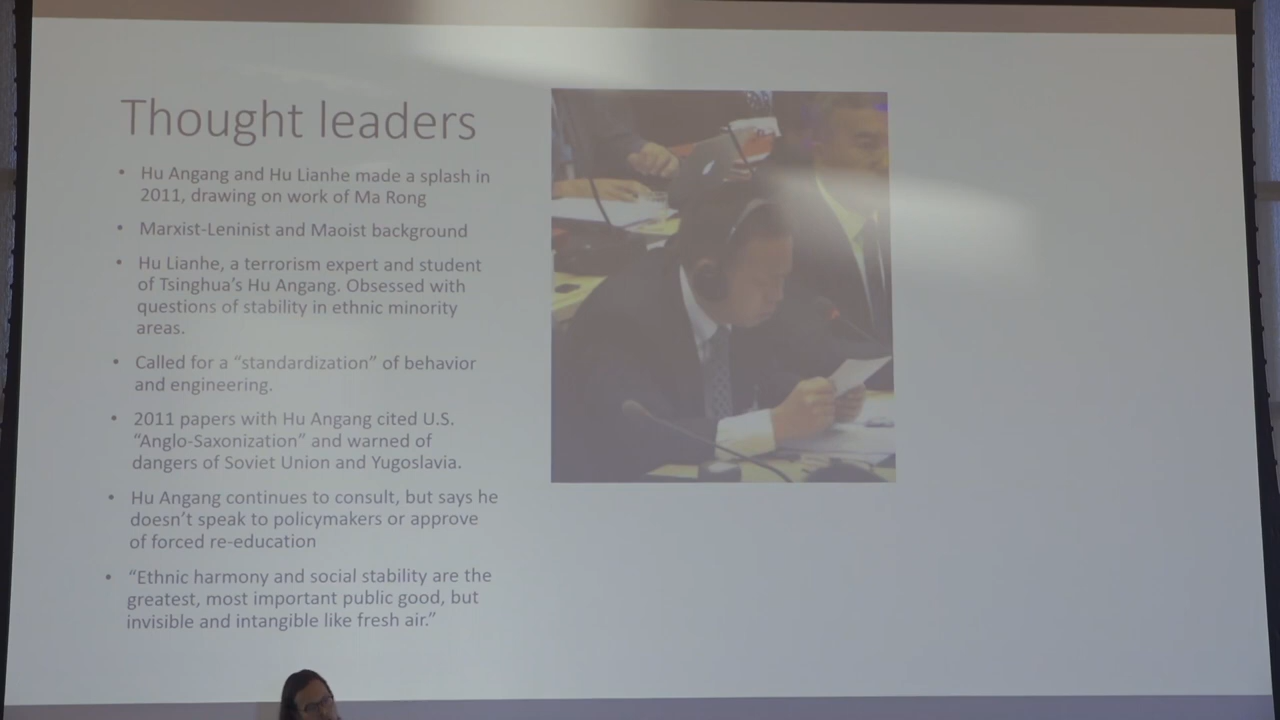 Thought leaders
• Hu Angang and Hu Lianhe made a splash in
2011, drawing on work of Ma Rong
• Marxist-Leninist and Maoist background
• Hu Lianhe, a terrorism expert and student
of Tsinghua's Hu Angang. Obsessed with
questions of stability in ethnic minority
areas.
• Called for a “standardization” of behavior
and engineering.
• 2011 papers with Hu Angang cited U.S.
“Anglo-Saxonization” and warned of
dangers of Soviet Union and Yugoslavia.
• Hu Angang continues to consult, but says he
doesn't speak to policymakers or approve
of forced re-education
• “Ethnic harmony and social stability are the
greatest, most important public good, but
invisible and intangible like fresh air.”